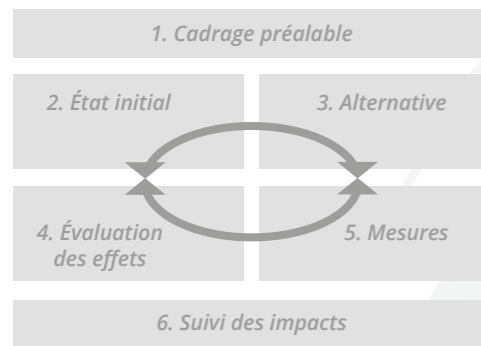 1. Cadrage préalable
2. État initial
3. Alternative
4. Évaluation
des effets
5. Mesures
6. Suivi des impacts